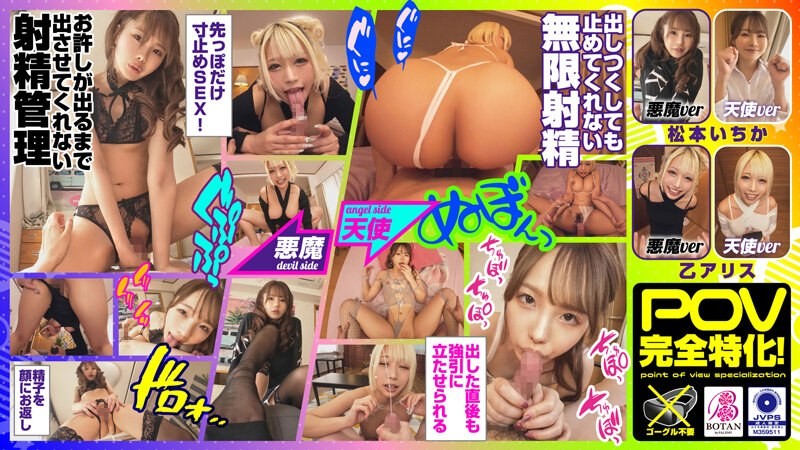 お許しが出るまで
出させてくれない
射精管理
先っぽだけ
寸止めSEX!
出しつくしても
止めてくれない
無限射精
悪魔ver
天使ver
松本いちか
悪魔ver
天使ver
乙アリス
angel side
天使
悪魔
devil side
ぬぽんっ
精子を
顔にお返し
出した直後も
強引に
立たせられる
POV
完全特化!
point of view specialization
ゴーグル不要
BOTAN
JVPS
M359511